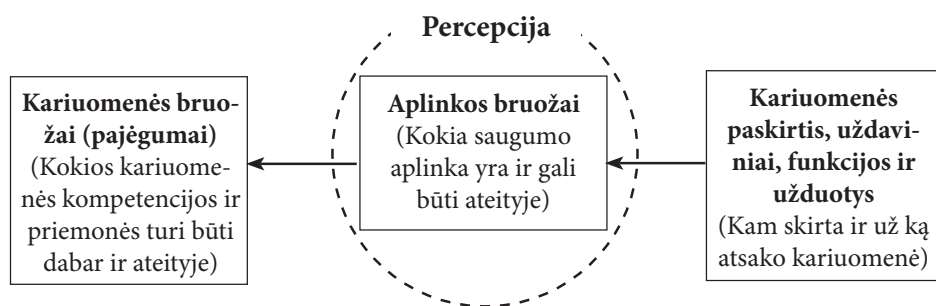 Percepcija
Kariuomenės bruo-
žai (pajėgumai)
(Kokios kariuome-
nės kompetencijos ir
priemonės turi būti
dabar ir ateityje)
Aplinkos bruožai
(Kokia saugumo
aplinka yra ir gali
būti ateityje)
Kariuomenės
paskirtis, uždavi-
niai, funkcijos ir
užduotys
(Kam skirta ir už ką
atsako kariuomenė)